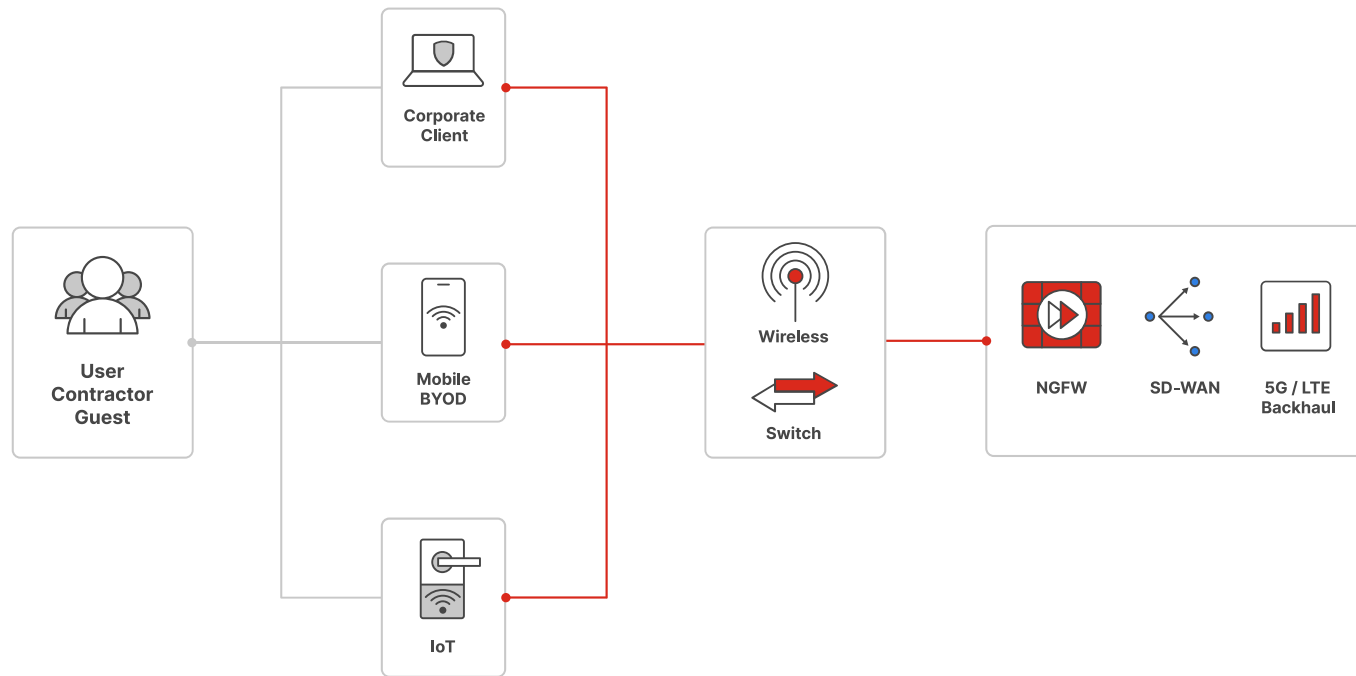 Corporate
Client
User
Contractor
Guest
Mobile
BYOD
IoT
Wireless
Switch
NGFW
SD-WAN
5G / LTE
Backhaul